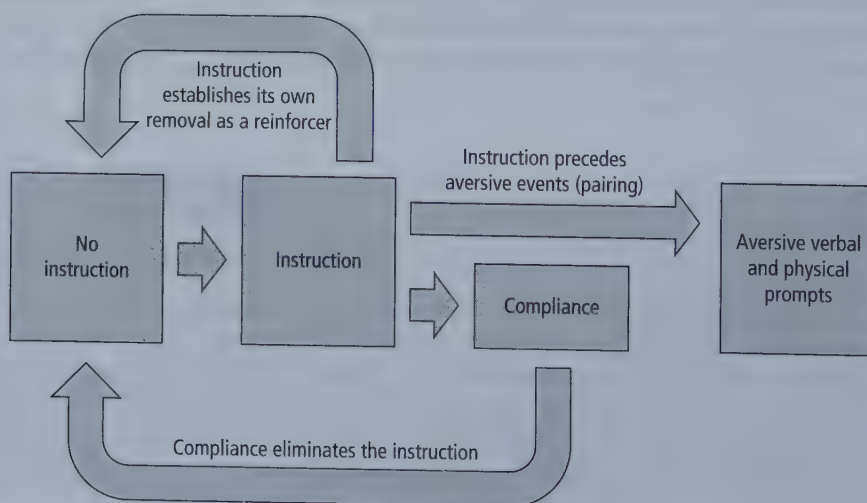 Instruction
establishes its own
removal as a reinforcer
Instruction precedes
aversive events (pairing)
No
instruction
Instruction
Compliance
Aversive verbal
and physical
prompts
Compliance eliminates the instruction